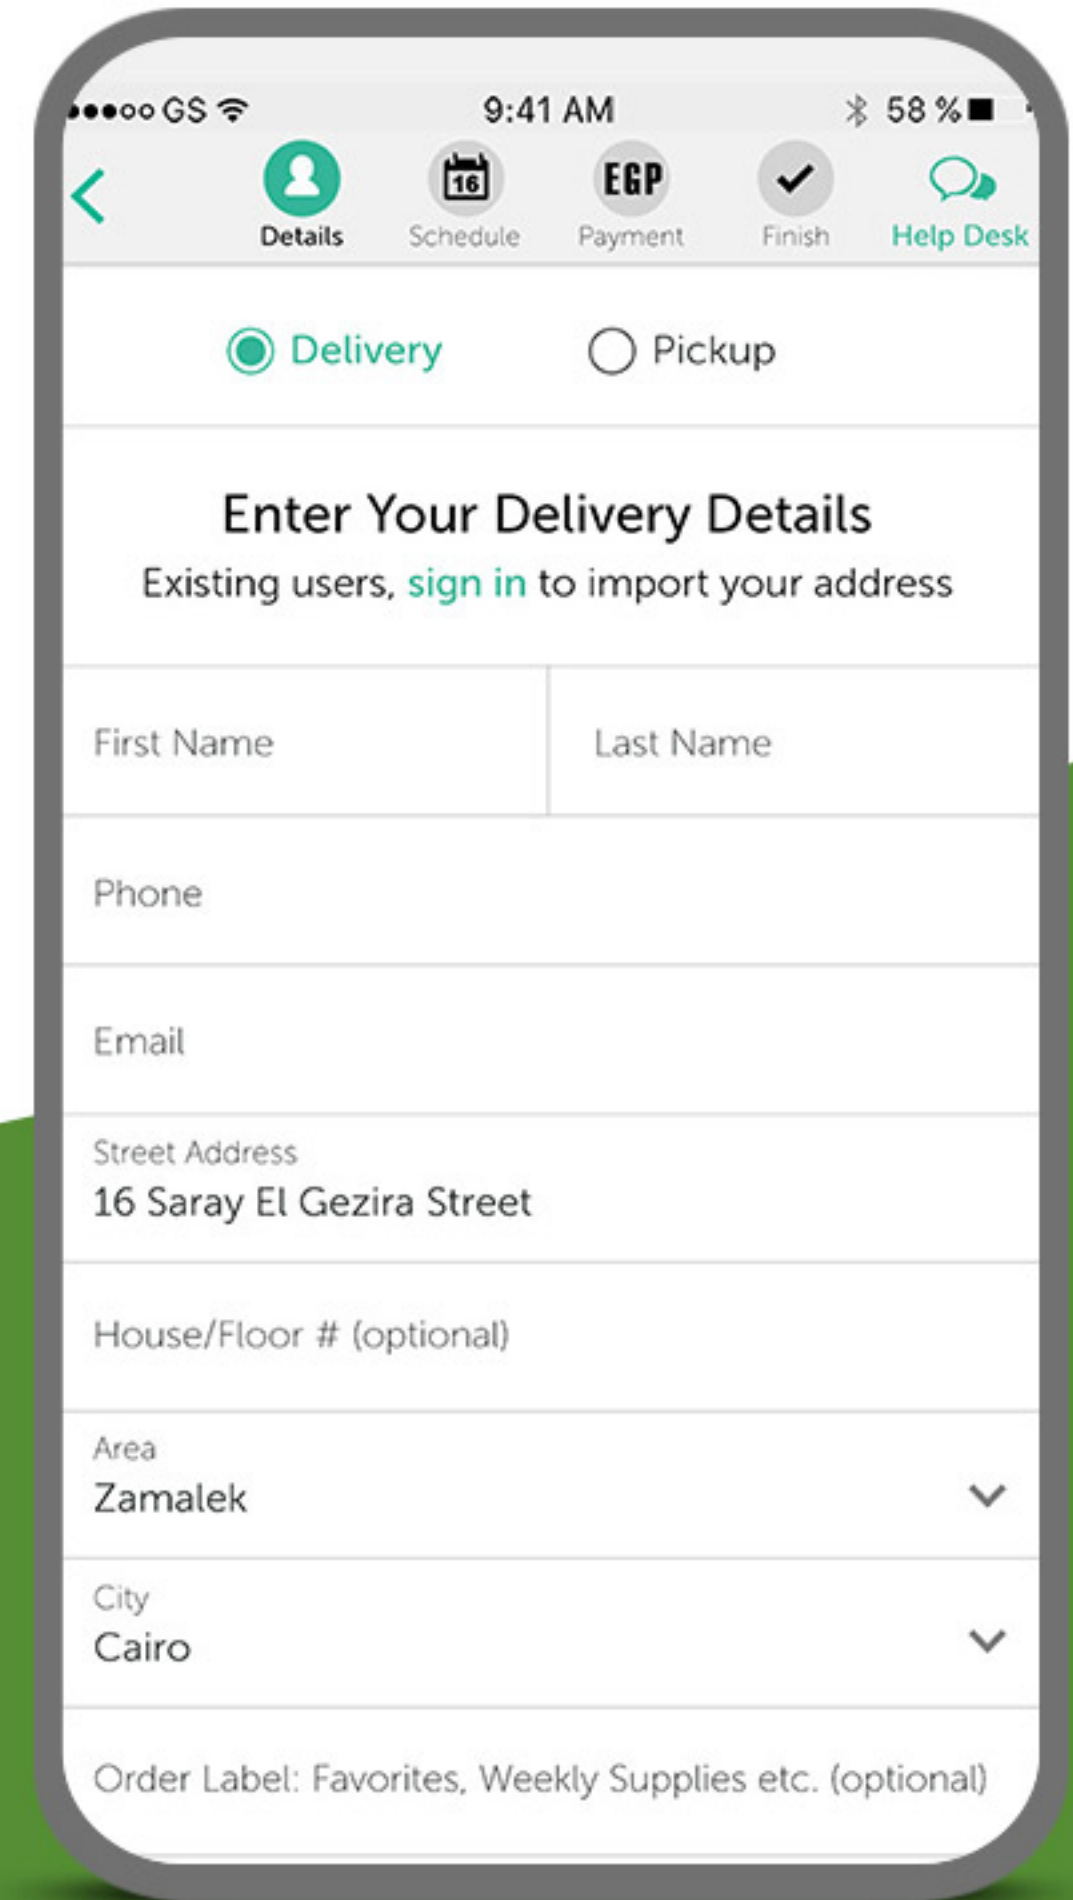 GS 9:41 AM 58 %
16 EGP
Details Schedule Payment Finish Help Desk
Delivery Pickup
Enter Your Delivery Details
Existing users, sign in to import your address
First Name Last Name
Phone
Email
Street Address
16 Saray El Gezira Street
House/Floor # (optional)
Area
Zamalek
City
Cairo
Order Label: Favorites, Weekly Supplies etc. (optional)